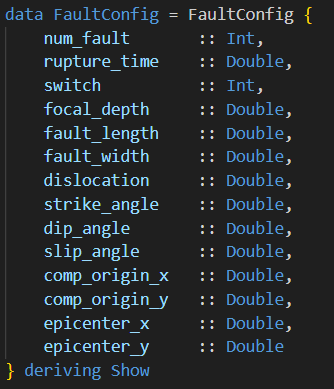 data FaultConfig = FaultConfig {
    num_fault       :: Int,
    rupture_time    :: Double,
    switch          :: Int,
    focal_depth     :: Double,
    fault_length    :: Double,
    fault_width     :: Double,
    dislocation     :: Double,
    strike_angle    :: Double,
    dip_angle       :: Double,
    slip_angle      :: Double,
    comp_origin_x   :: Double,
    comp_origin_y   :: Double,
    epicenter_x     :: Double,
    epicenter_y     :: Double
} deriving Show